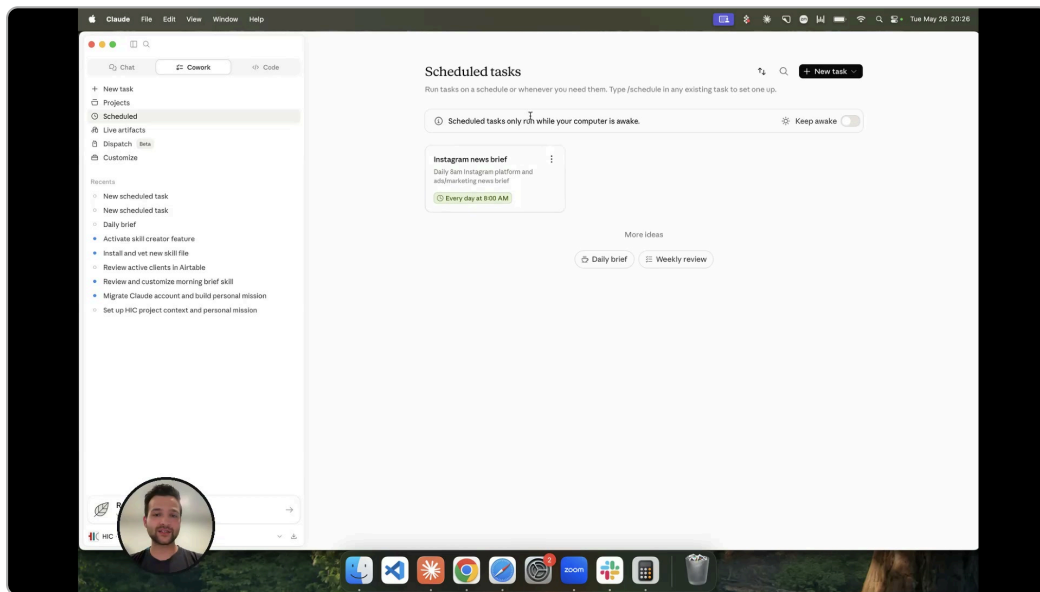 Claude File Edit View Window Help
Tue May 26 20:26
Chat Cowork Code
New task
Projects
Scheduled
Live artifacts
Dispatch Beta
Customize
Recents
New scheduled task
New scheduled task
Daily brief
Activate skill creator feature
Install and vet new skill file
Review active clients in Airtable
Review and customize morning brief skill
Migrate Claude account and build personal mission
Set up HIC project context and personal mission
HIC
Scheduled tasks
+ New task
Run tasks on a schedule or whenever you need them. Type /schedule in any existing task to set one up.
Scheduled tasks only run while your computer is awake.
Keep awake
Instagram news brief
Daily 8am Instagram platform and
ads/marketing news brief
Every day at 8:00 AM
More ideas
Daily brief
Weekly review
2
zoom